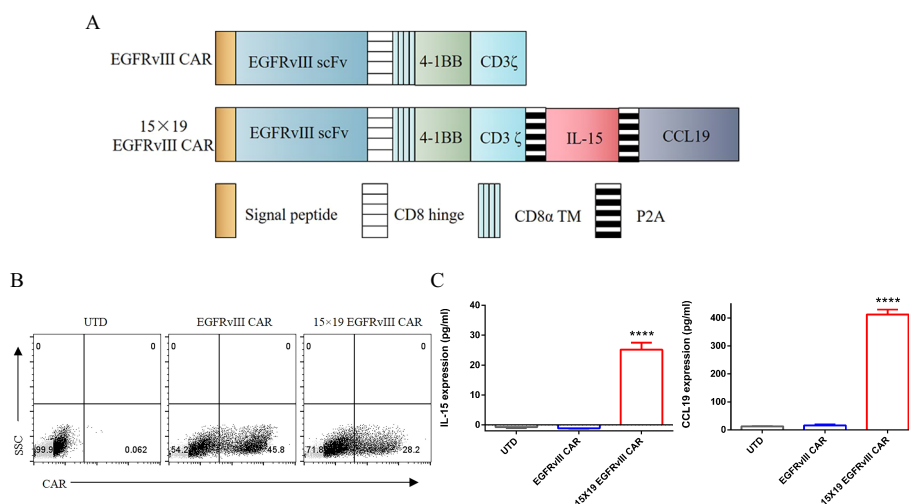 A
EGFRvIII CAR
EGFRvIII scFv
4-1BB
CD3ζ
15×19
EGFRvIII CAR
EGFRvIII scFv
4-1BB
CD3 ζ
IL-15
CCL19
Signal peptide
CD8 hinge
CD8α TM
P2A
B
UTD
EGFRvIII CAR
15×19 EGFRvIII CAR
0
0
0
0
0
0
SSC
99.9
0.062
54.2
45.8
71.8
28.2
CAR
C
IL-15 expression (pg/ml)
40
30
20
10
0
****
UTD
EGFRvIII CAR
15X19 EGFRvIII CAR
CCL19 expression (pg/ml)
400
300
200
100
0
****
UTD
EGFRvIII CAR
15X19 EGFRvIII CAR